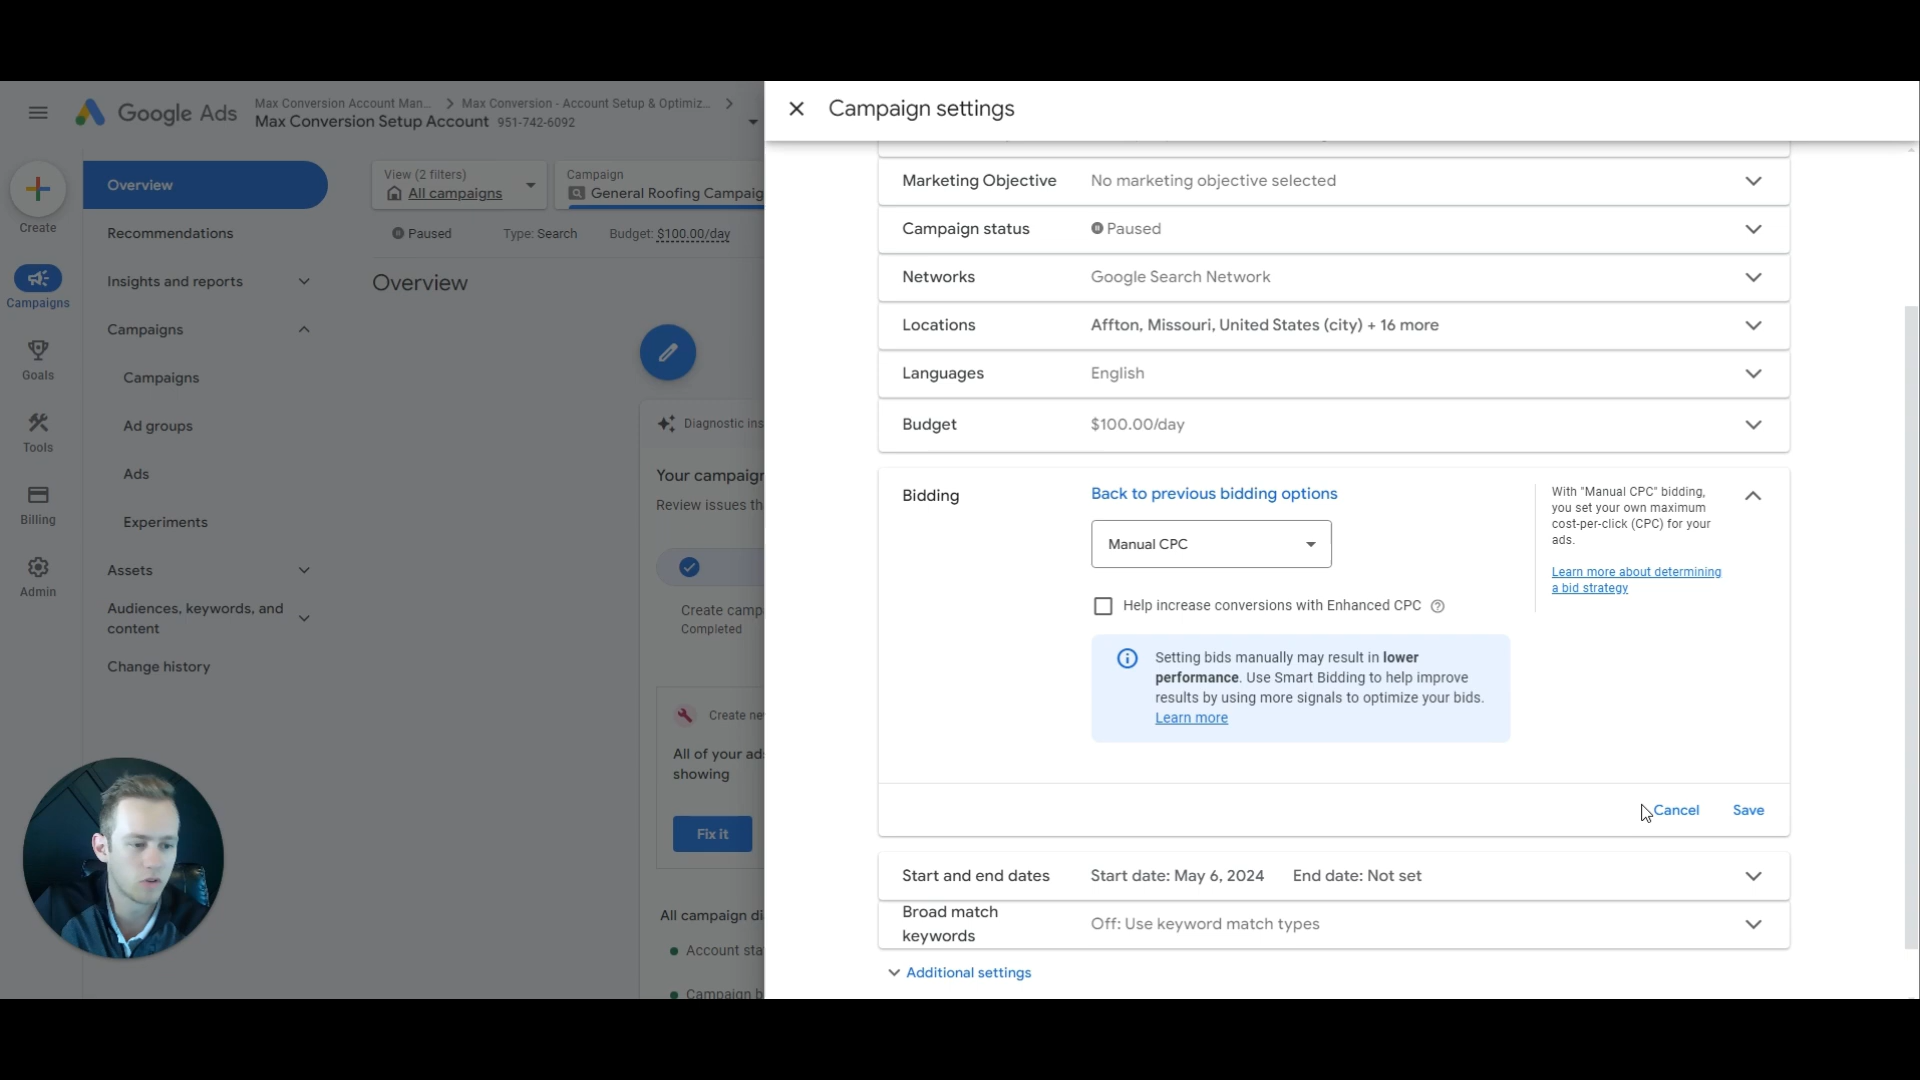 Google Ads
Max Conversion Account Man... > Max Conversion - Account Setup & Optimiz... >
Max Conversion Setup Account 951-742-6092
Create
Campaigns
Goals
Tools
Billing
Admin
Overview
Recommendations
Insights and reports
Campaigns
Campaigns
Ad groups
Ads
Experiments
Assets
Audiences, keywords, and
content
Change history
View (2 filters)
All campaigns
Campaign
General Roofing Campaig
Paused
Type: Search
Budget: $100.00/day
Overview
Diagnostic ins
Your campaign
Review issues th
Create camp
Completed
Create ne
All of your ad
showing
Fix it
All campaign di
Account sta
Campaign b
Campaign settings
Marketing Objective
No marketing objective selected
Campaign status
Paused
Networks
Google Search Network
Locations
Affton, Missouri, United States (city) + 16 more
Languages
English
Budget
$100.00/day
Bidding
Back to previous bidding options
Manual CPC
Help increase conversions with Enhanced CPC
Setting bids manually may result in lower
performance. Use Smart Bidding to help improve
results by using more signals to optimize your bids.
Learn more
With "Manual CPC" bidding,
you set your own maximum
cost-per-click (CPC) for your
ads.
Learn more about determining
a bid strategy
Cancel
Save
Start and end dates
Start date: May 6, 2024 End date: Not set
Broad match
keywords
Off: Use keyword match types
Additional settings